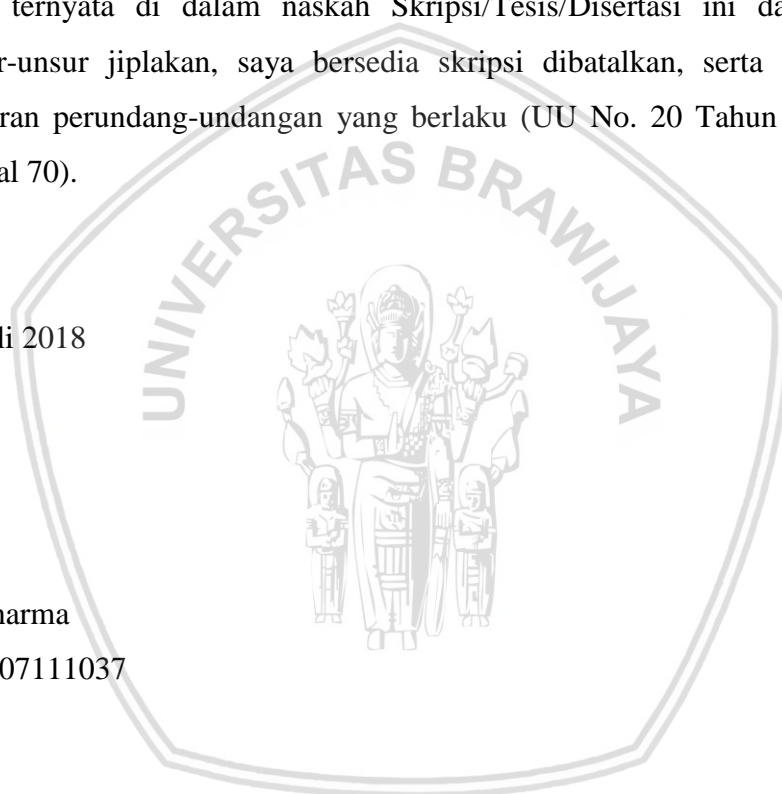 ternyata di dalam naskah Skripsi/Tesis/Disertasi ini da
r-unsur jiplakan, saya bersedia skripsi dibatalkan, serta
ran perundang-undangan yang berlaku (UU No. 20 Tahun
al 70).
UNIVERSITAS BRAWIJAYA
li 2018
harma
07111037